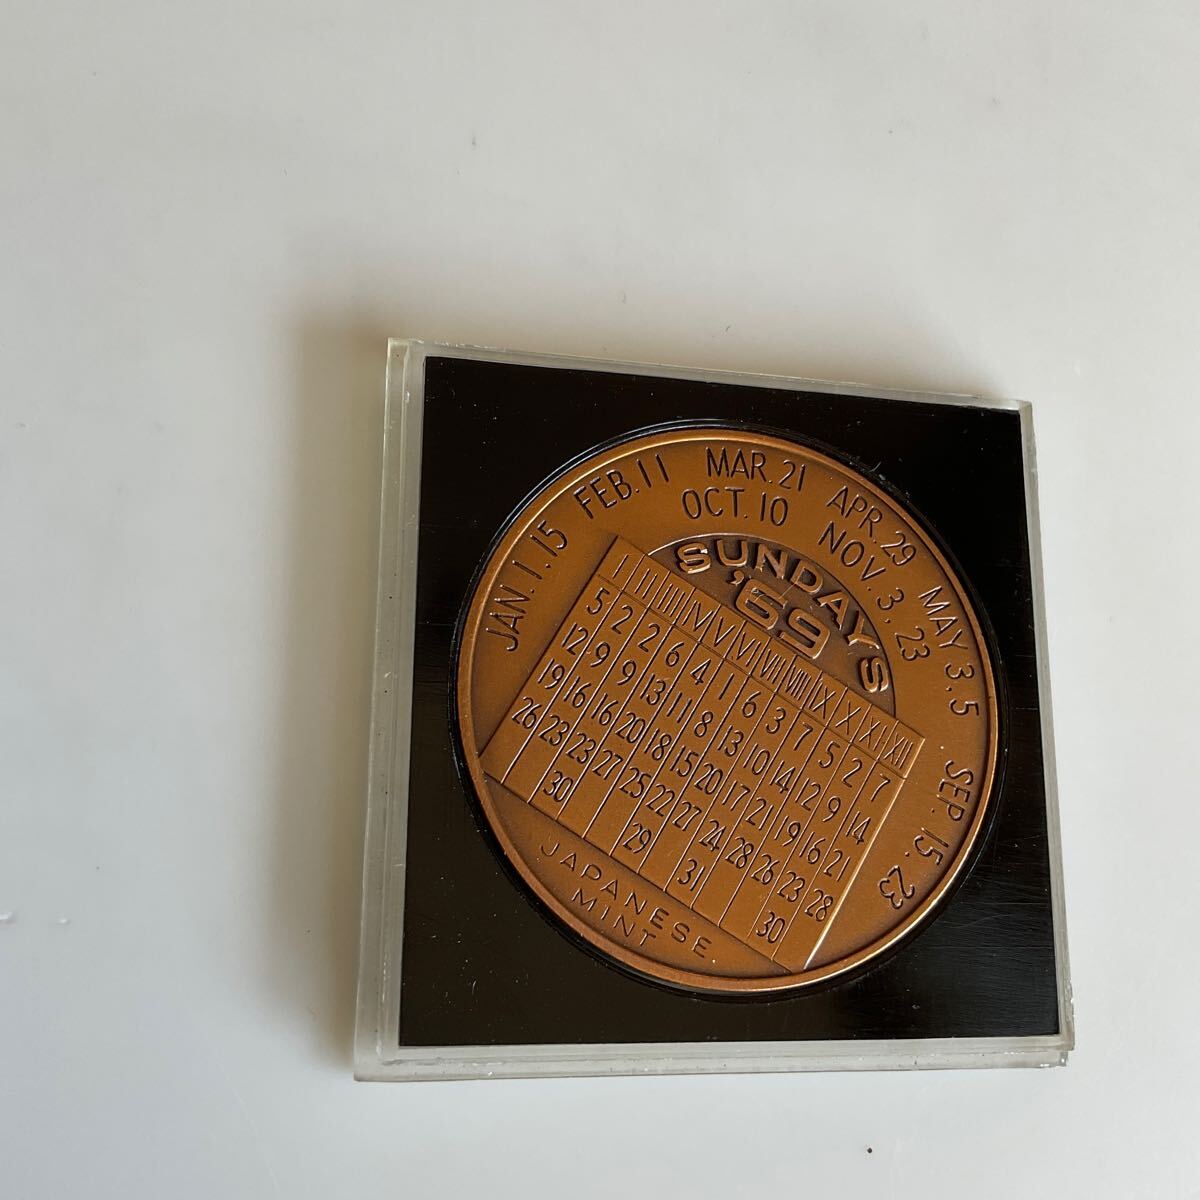 JAN. 1. 15 FEB. 11 MAR. 21 APR. 29 MAY 3. 5 SEP. 15. 23
OCT. 10 NOV. 3. 23
SUNDAYS
'69
I II III IV V VI VII VIII IX X XI XII
5 2 2 6 4 1 6 3 7 5 2 7
12 9 9 13 11 8 13 10 14 12 9 14
19 16 16 20 18 15 20 17 21 19 16 21
26 23 23 27 25 22 27 24 28 26 23 28
30 29 31 30
JAPANESE
MINT